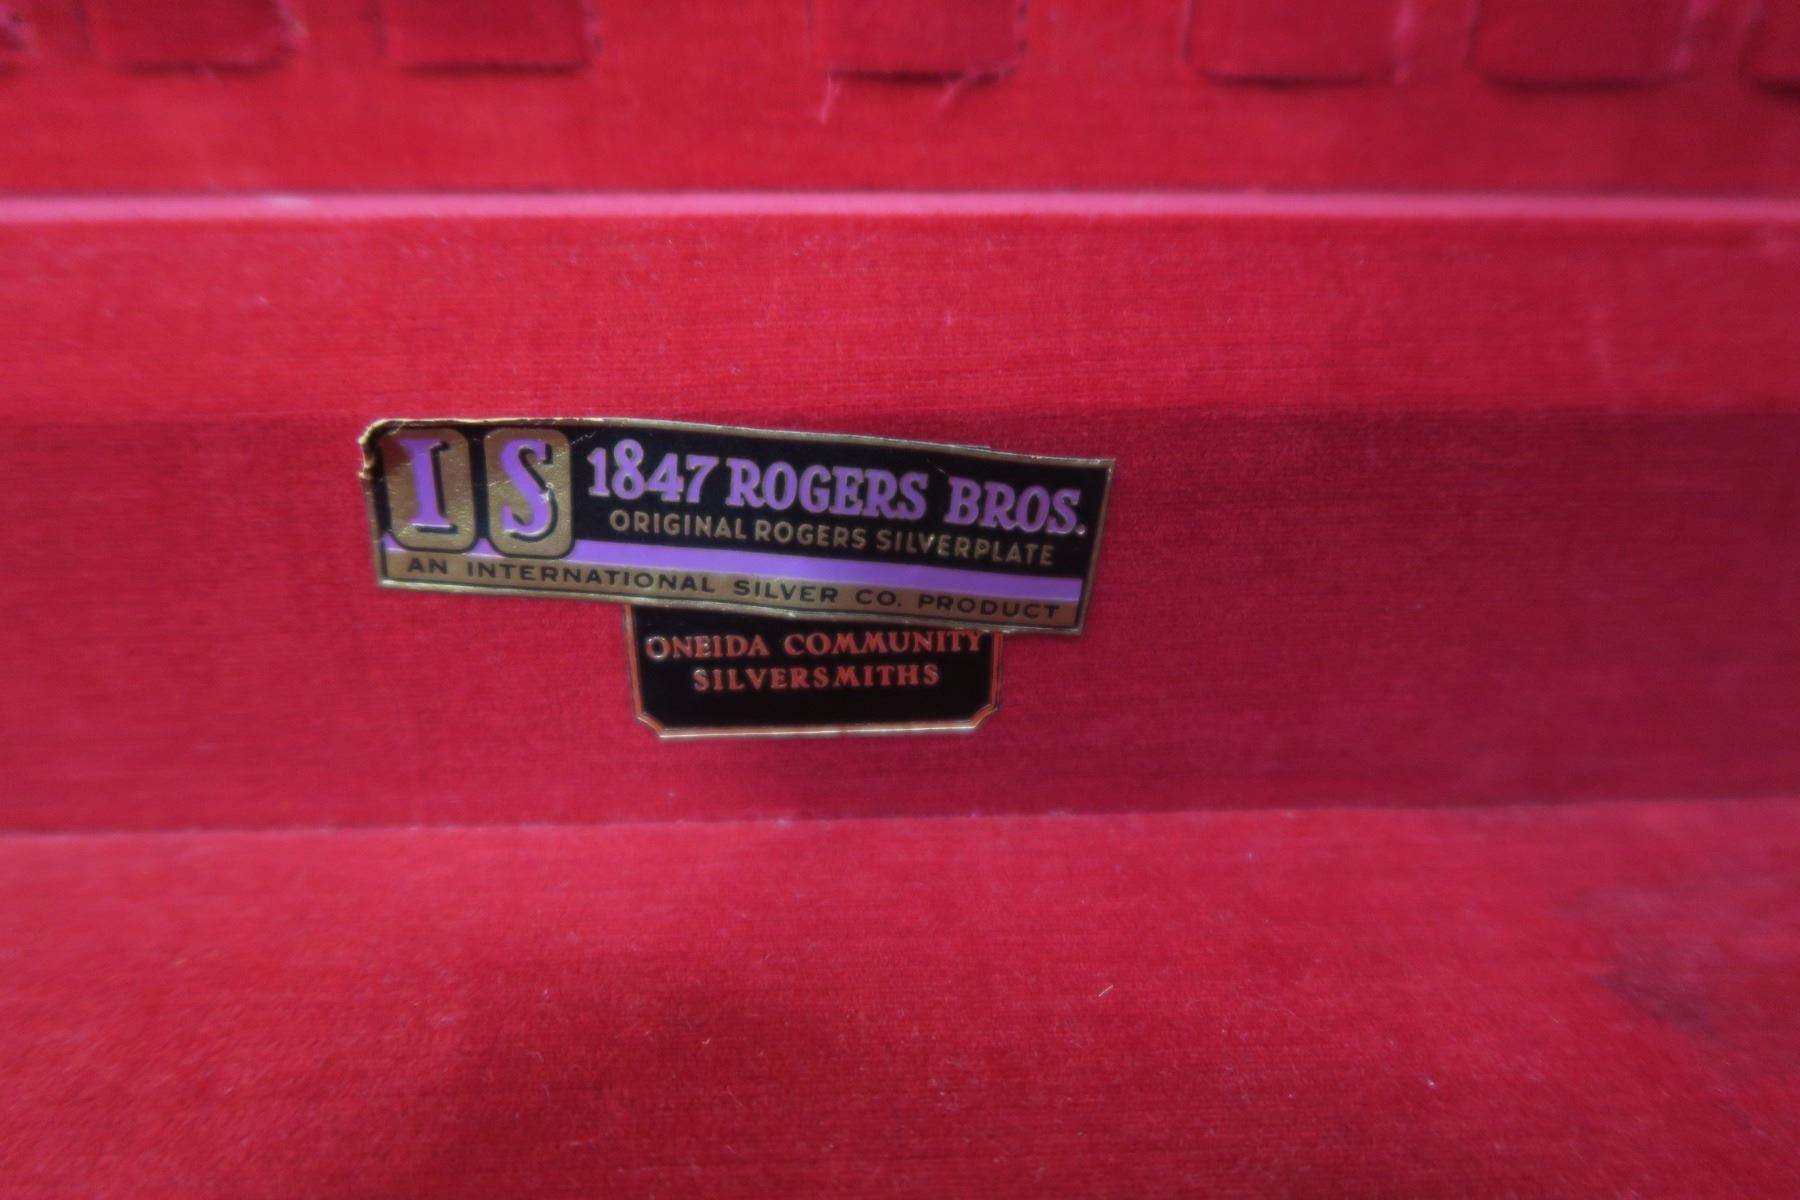 IS 1847 ROGERS BROS.
ORIGINAL ROGERS SILVERPLATE
AN INTERNATIONAL SILVER CO. PRODUCT
ONEIDA COMMUNITY
SILVERSMITHS